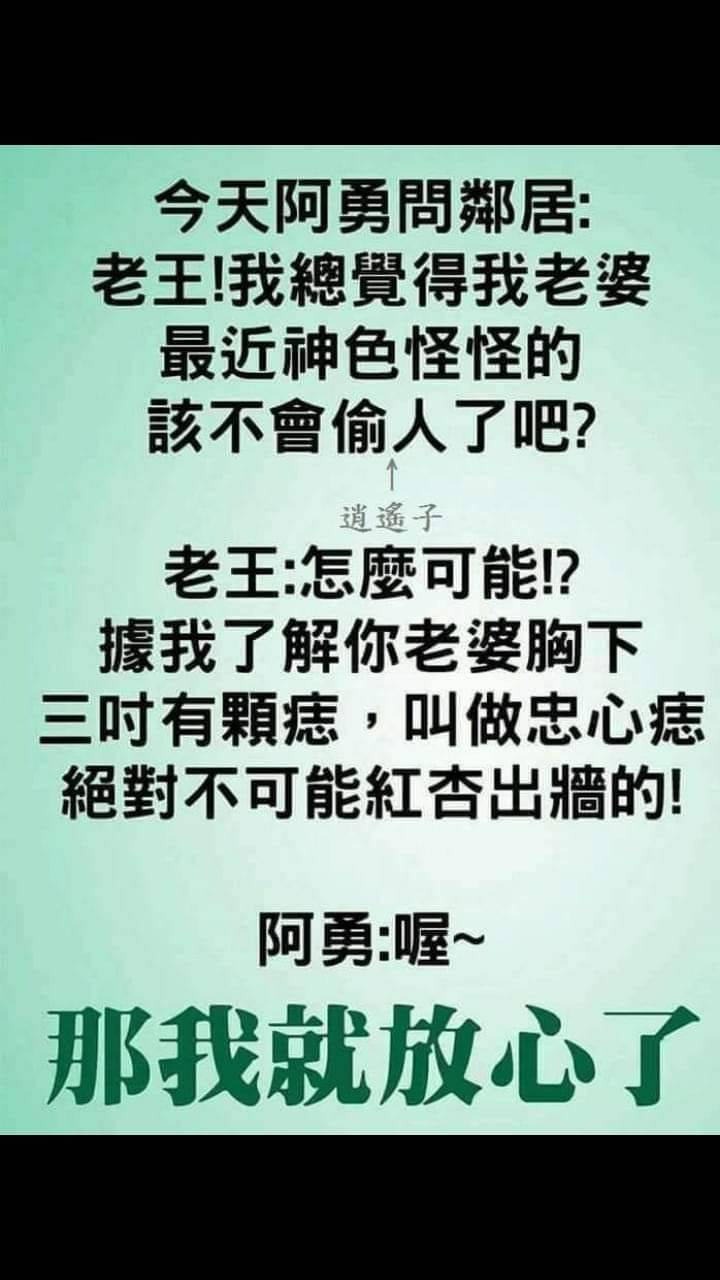 今天阿勇問鄰居:
老王!我總覺得我老婆
最近神色怪怪的
該不會偷人了吧?
↑
逍遙子
老王:怎麼可能!?
據我了解你老婆胸下
三吋有顆痣，叫做忠心痣
絕對不可能紅杏出牆的!
阿勇:喔~
那我就放心了